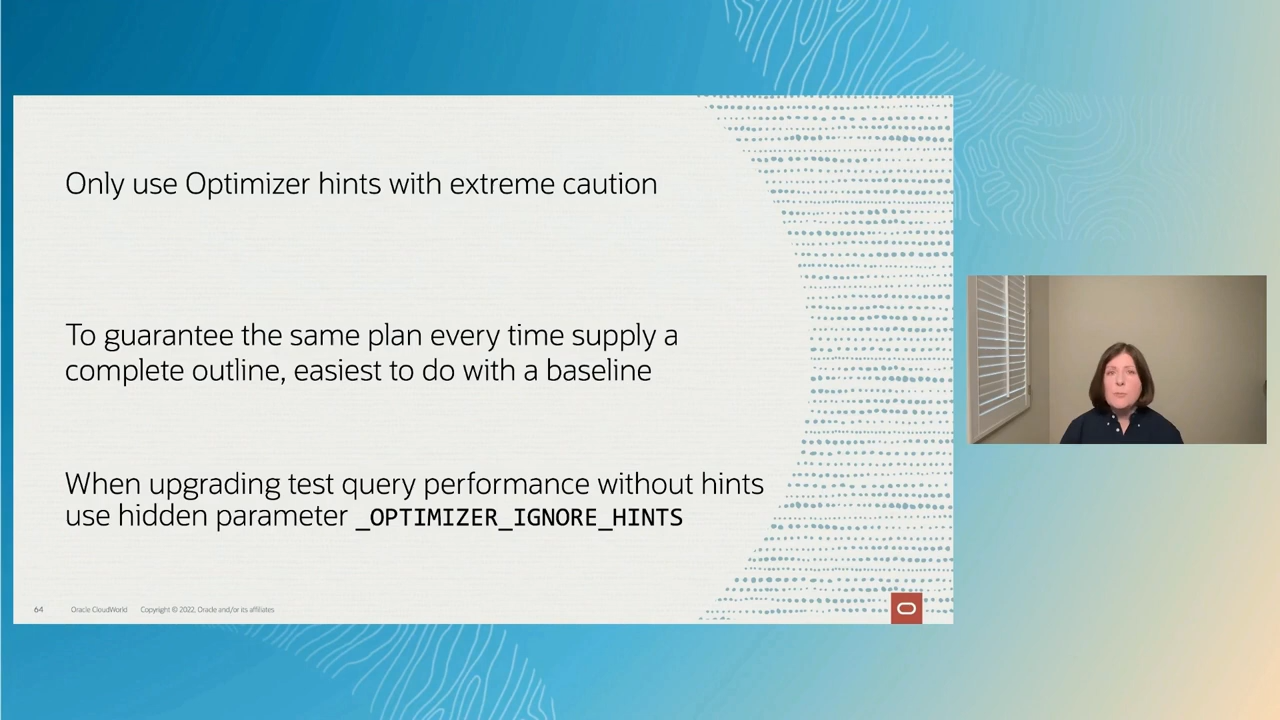 Only use Optimizer hints with extreme caution
To guarantee the same plan every time supply a
complete outline, easiest to do with a baseline
When upgrading test query performance without hints
use hidden parameter _OPTIMIZER_IGNORE_HINTS
64 Oracle CloudWorld Copyright © 2022, Oracle and/or its affiliates